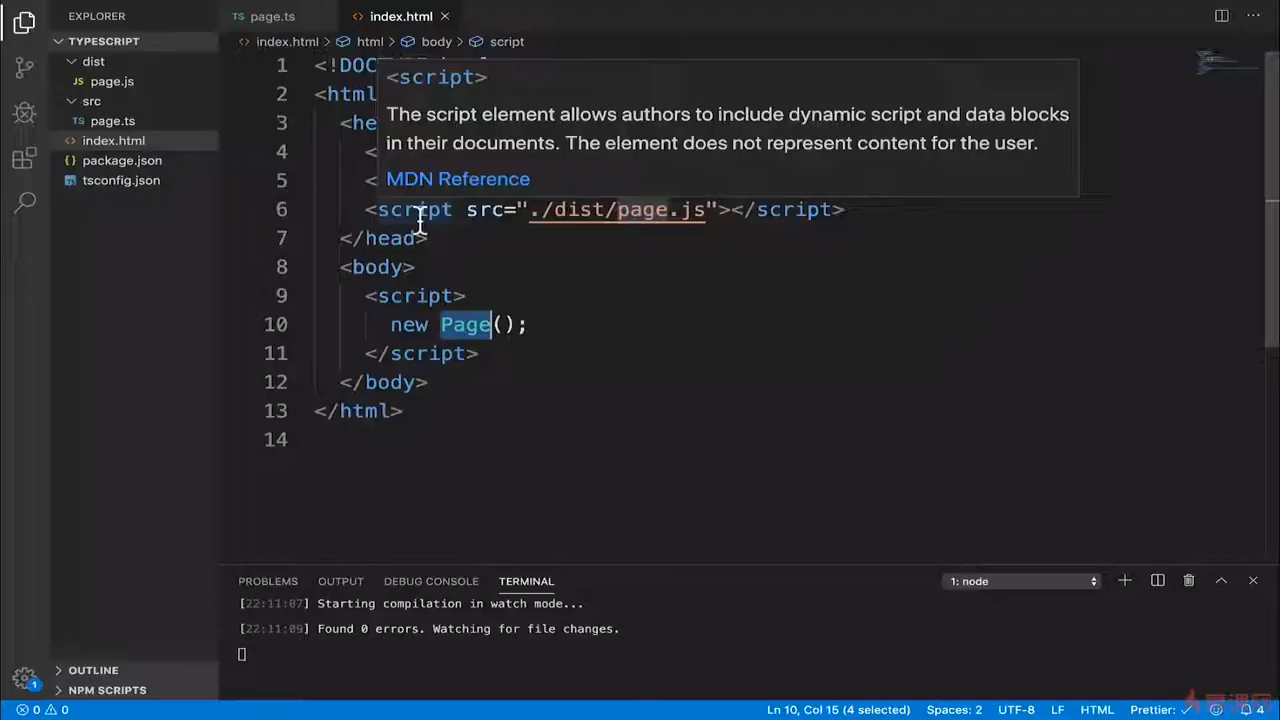 EXPLORER
TS page.ts
<> index.html ×
TYPESCRIPT
<> index.html > html > body > script
dist
JS page.js
src
TS page.ts
<> index.html
{} package.json
tsconfig.json
1 <!DOC
2 <html
3 <he
4 <
5 <
<script>
The script element allows authors to include dynamic script and data blocks
in their documents. The element does not represent content for the user.
MDN Reference
6 <script src="./dist/page.js"></script>
7 </head>
8 <body>
9 <script>
10 new Page();
11 </script>
12 </body>
13 </html>
14
PROBLEMS OUTPUT DEBUG CONSOLE TERMINAL 1: node
[22:11:07] Starting compilation in watch mode...
[22:11:09] Found 0 errors. Watching for file changes.
OUTLINE
NPM SCRIPTS
1
0 0 Ln 10, Col 15 (4 selected) Spaces: 2 UTF-8 LF HTML Prettier: ✓ 4